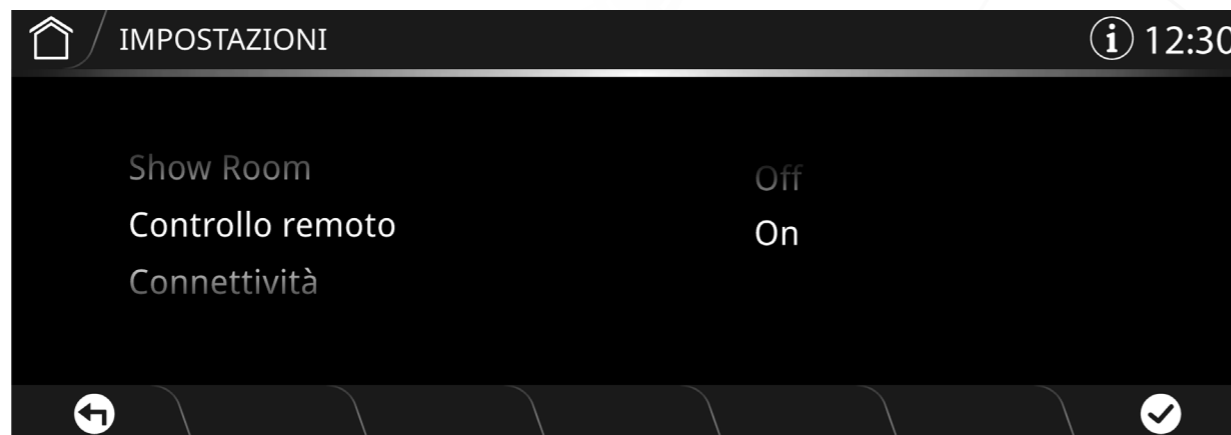 IMPOSTAZIONI
i 12:30
Show Room
Off
Controllo remoto
On
Connettività